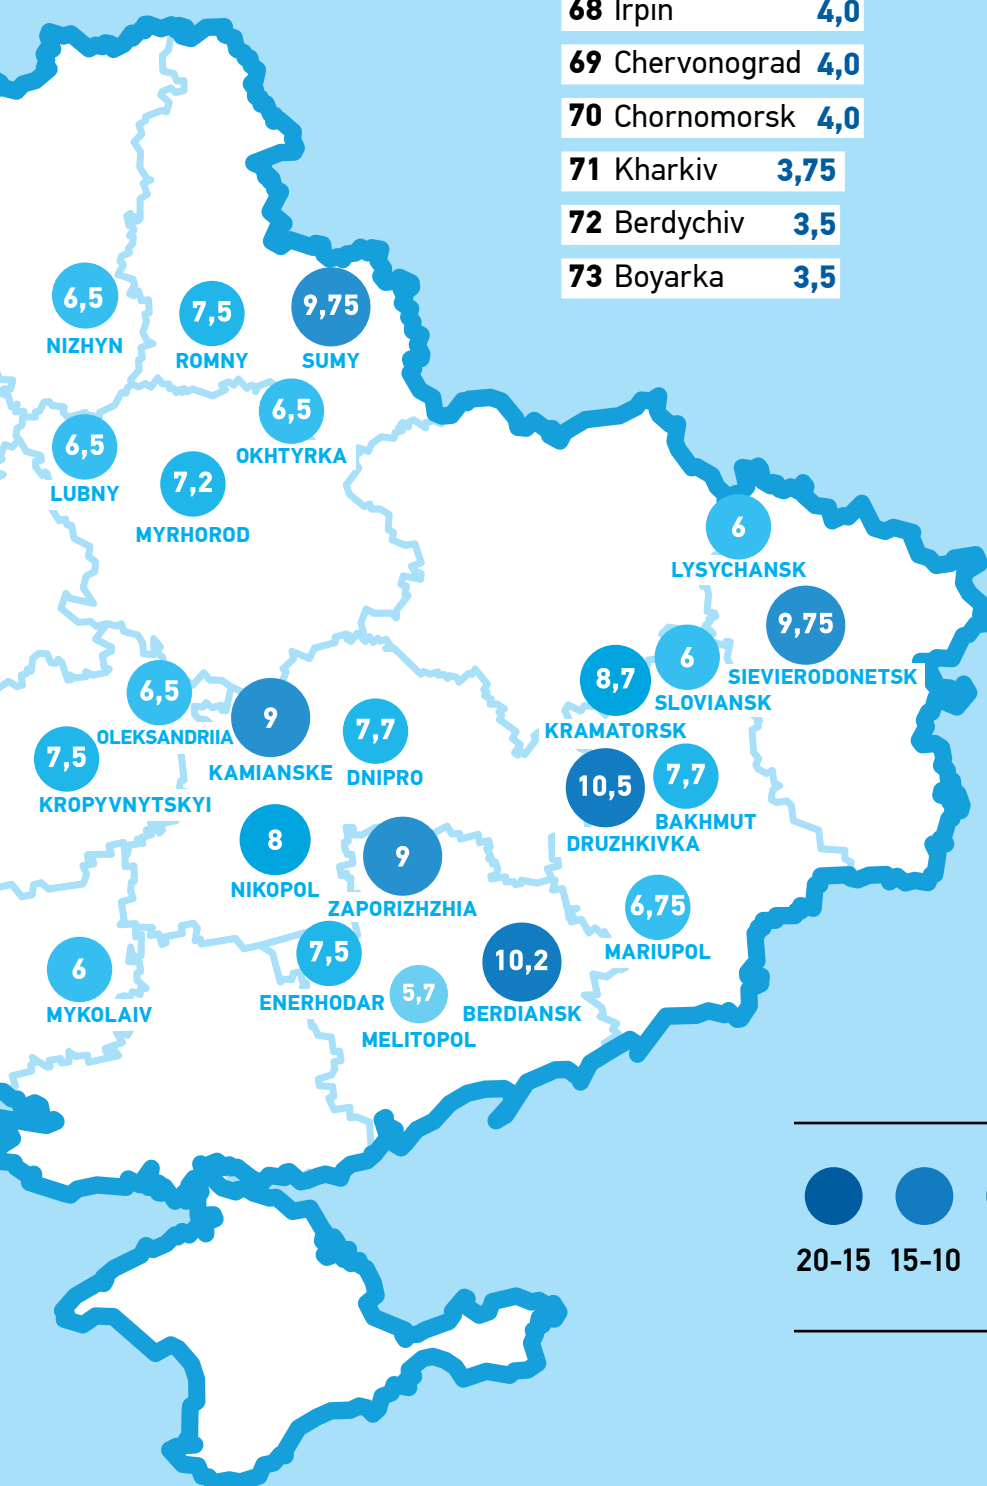 68 Irpin 4,0
69 Chervonograd 4,0
70 Chornomorsk 4,0
71 Kharkiv 3,75
72 Berdychiv 3,5
73 Boyarka 3,5
6,5
NIZHYN
7,5
ROMNY
9,75
SUMY
6,5
OKHTYRKA
6,5
LUBNY
7,2
MYRHOROD
6
LYSYCHANSK
9,75
SIEVIERODONETSK
6
SLOVIANSK
8,7
KRAMATORSK
6,5
OLEKSANDRIIA
9
KAMIANSKE
7,7
DNIPRO
7,5
KROPYVNYTSKYI
10,5
DRUZHKIVKA
7,7
BAKHMUT
8
NIKOPOL
9
ZAPORIZHZHIA
6,75
MARIUPOL
7,5
ENERHODAR
10,2
BERDIANSK
6
MYKOLAIV
5,7
MELITOPOL
20-15 15-10